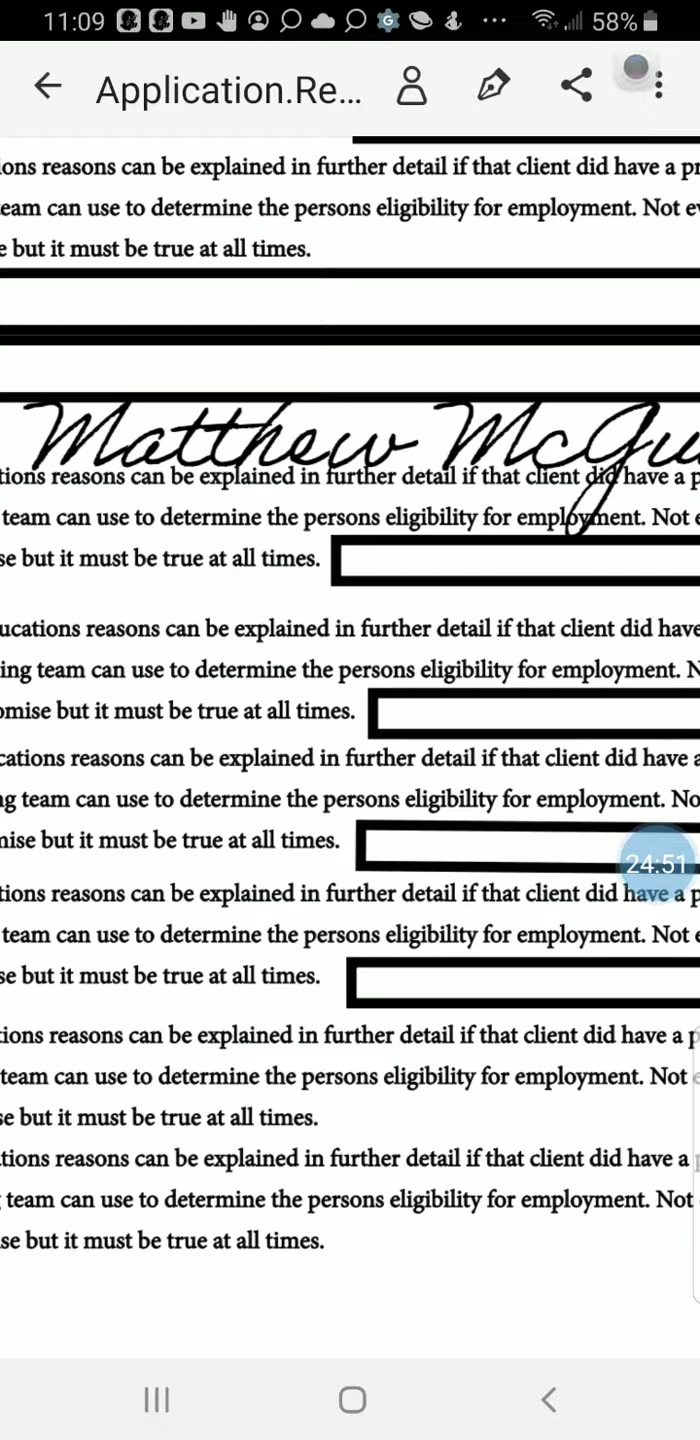 11:09 58%
Application.Re...
ions reasons can be explained in further detail if that client did have a pr
eam can use to determine the persons eligibility for employment. Not ev
e but it must be true at all times.
Matthew McGu
tions reasons can be explained in further detail if that client did have a p
team can use to determine the persons eligibility for employment. Not e
se but it must be true at all times.
ucations reasons can be explained in further detail if that client did have
ing team can use to determine the persons eligibility for employment. N
omise but it must be true at all times.
cations reasons can be explained in further detail if that client did have a
ng team can use to determine the persons eligibility for employment. No
mise but it must be true at all times.
24:51
tions reasons can be explained in further detail if that client did have a p
team can use to determine the persons eligibility for employment. Not e
se but it must be true at all times.
tions reasons can be explained in further detail if that client did have a p
team can use to determine the persons eligibility for employment. Not e
se but it must be true at all times.
tions reasons can be explained in further detail if that client did have a
team can use to determine the persons eligibility for employment. Not
se but it must be true at all times.